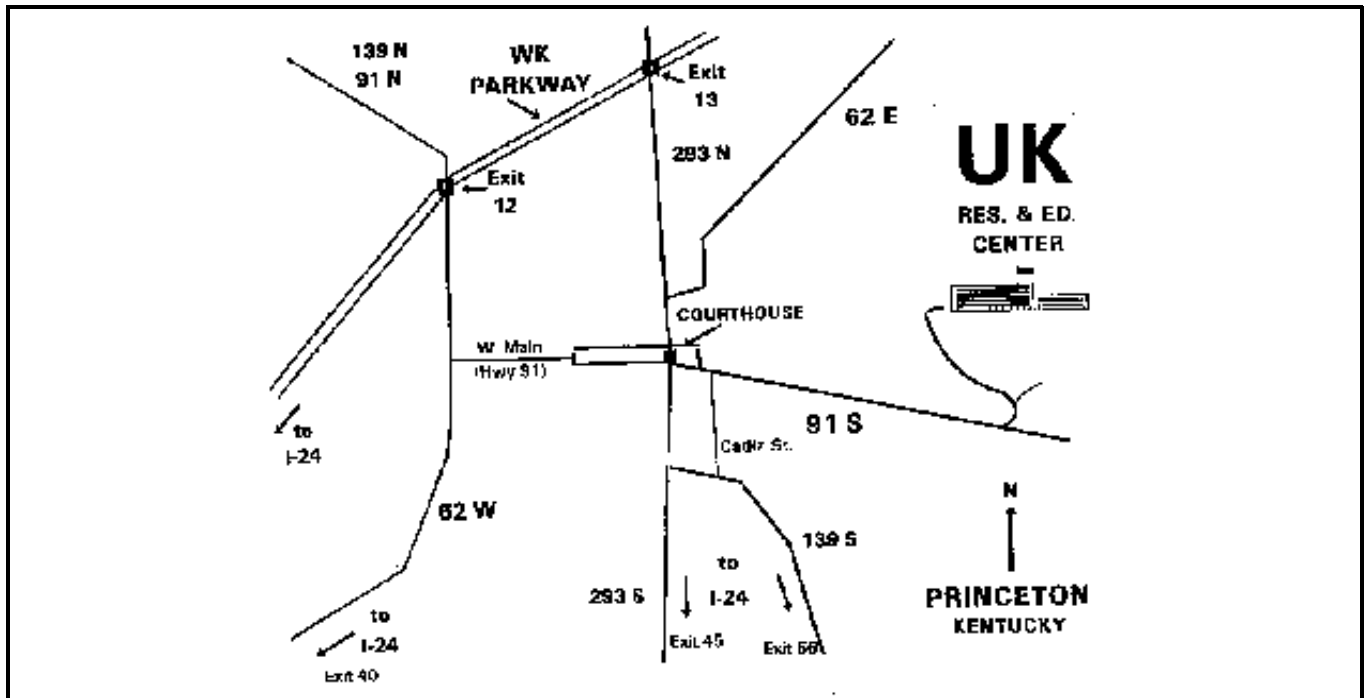 139 N
91 N
WK
PARKWAY
Exit
13
62 E
293 N
Exit
12
UK
RES. & ED.
CENTER
COURTHOUSE
W Main
(Hwy 91)
91 S
Cadiz St.
to
I-24
62 W
N
139 S
to
I-24
293 S
Exit 45
PRINCETON
KENTUCKY
to
I-24
Exit 40
Exit